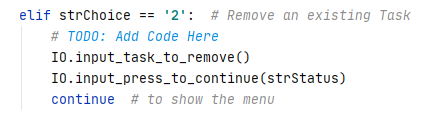 elif strChoice == '2':  # Remove an existing Task
    # TODO: Add Code Here
    IO.input_task_to_remove()
    IO.input_press_to_continue(strStatus)
    continue  # to show the menu